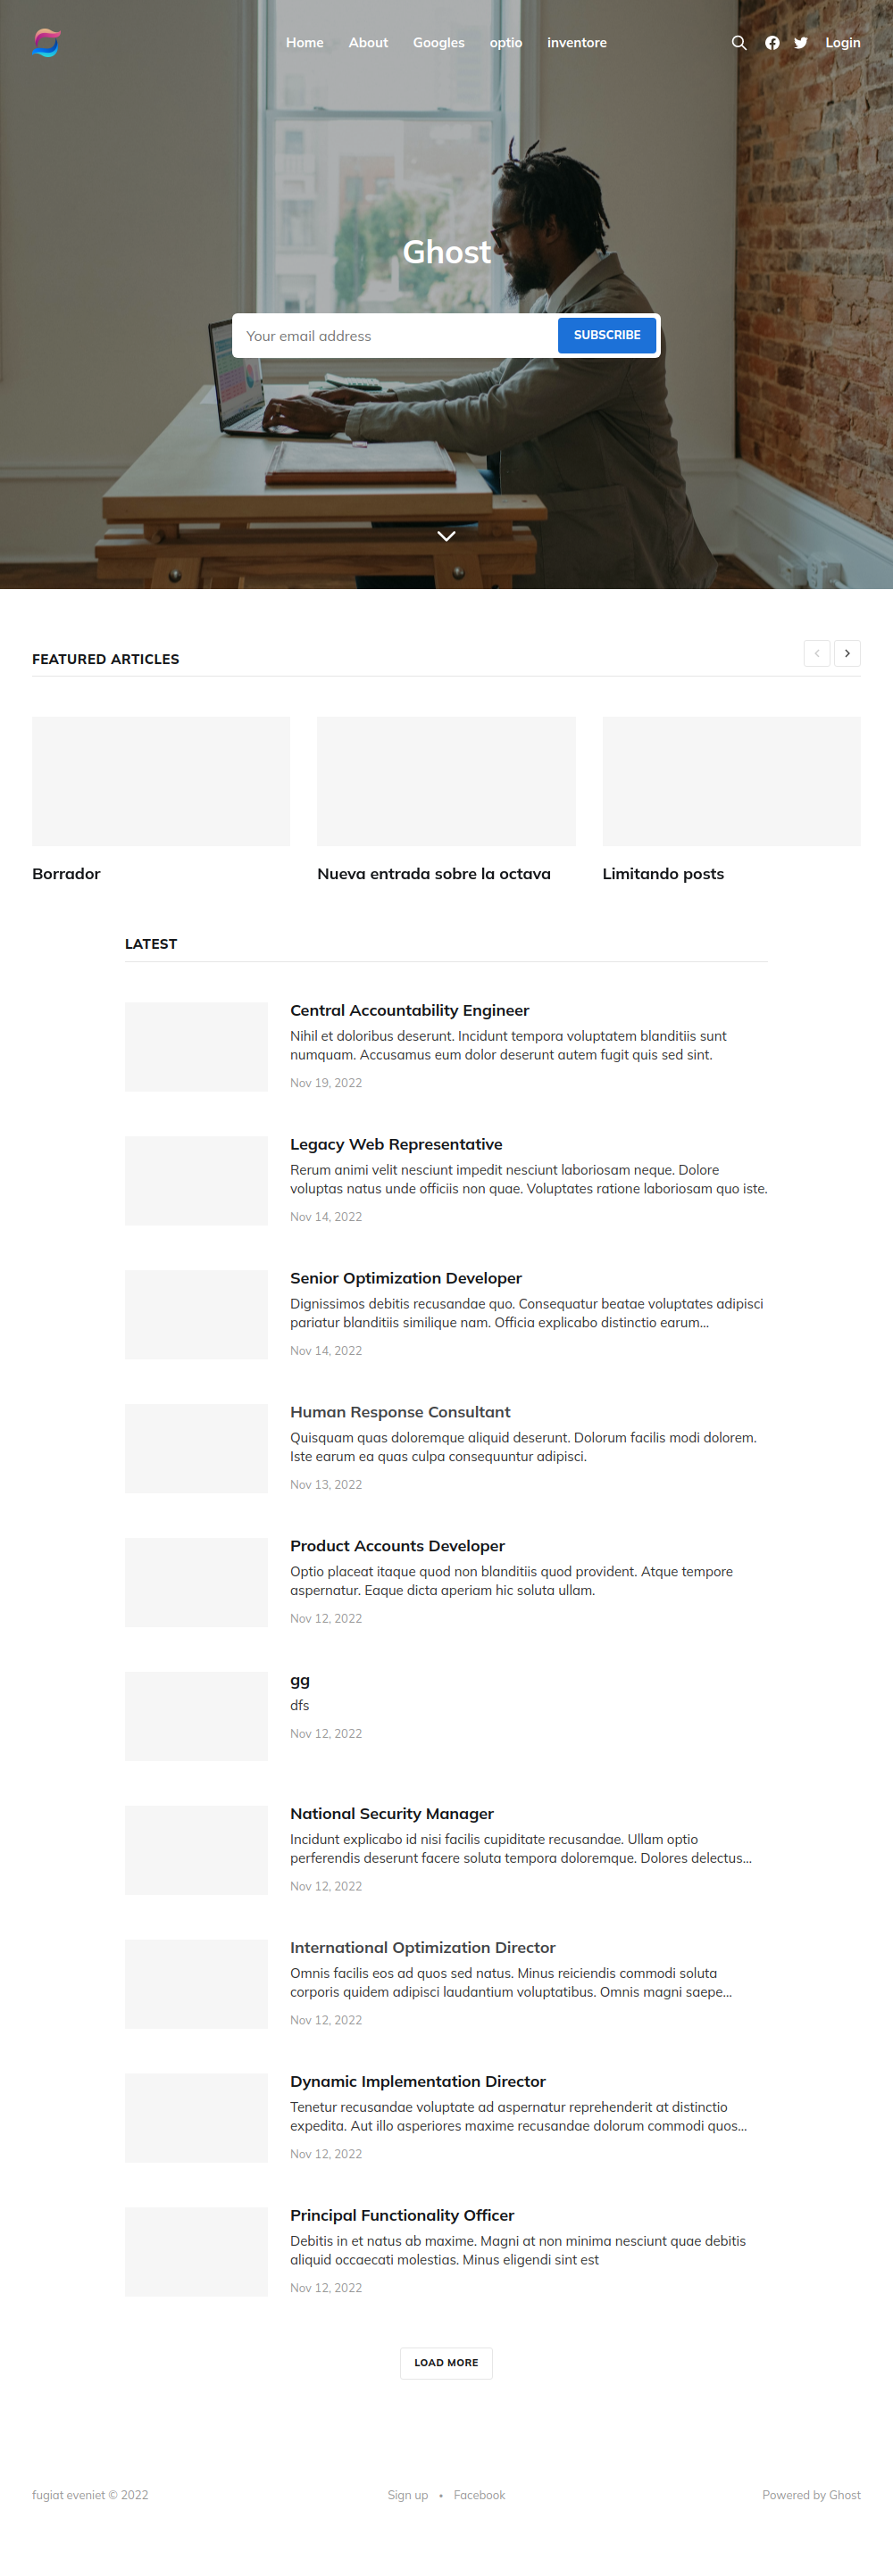 Home About Googles optio inventore Login
Ghost
Your email address SUBSCRIBE
FEATURED ARTICLES
Borrador Nueva entrada sobre la octava Limitando posts
LATEST
Central Accountability Engineer
Nihil et doloribus deserunt. Incidunt tempora voluptatem blanditiis sunt
numquam. Accusamus eum dolor deserunt autem fugit quis sed sint.
Nov 19, 2022
Legacy Web Representative
Rerum animi velit nesciunt impedit nesciunt laboriosam neque. Dolore
voluptas natus unde officiis non quae. Voluptates ratione laboriosam quo iste.
Nov 14, 2022
Senior Optimization Developer
Dignissimos debitis recusandae quo. Consequatur beatae voluptates adipisci
pariatur blanditiis similique nam. Officia explicabo distinctio earum…
Nov 14, 2022
Human Response Consultant
Quisquam quas doloremque aliquid deserunt. Dolorum facilis modi dolorem.
Iste earum ea quas culpa consequuntur adipisci.
Nov 13, 2022
Product Accounts Developer
Optio placeat itaque quod non blanditiis quod provident. Atque tempore
aspernatur. Eaque dicta aperiam hic soluta ullam.
Nov 12, 2022
gg
dfs
Nov 12, 2022
National Security Manager
Incidunt explicabo id nisi facilis cupiditate recusandae. Ullam optio
perferendis deserunt facere soluta tempora doloremque. Dolores delectus…
Nov 12, 2022
International Optimization Director
Omnis facilis eos ad quos sed natus. Minus reiciendis commodi soluta
corporis quidem adipisci laudantium voluptatibus. Omnis magni saepe…
Nov 12, 2022
Dynamic Implementation Director
Tenetur recusandae voluptate ad aspernatur reprehenderit at distinctio
expedita. Aut illo asperiores maxime recusandae dolorum commodi quos…
Nov 12, 2022
Principal Functionality Officer
Debitis in et natus ab maxime. Magni at non minima nesciunt quae debitis
aliquid occaecati molestias. Minus eligendi sint est
Nov 12, 2022
LOAD MORE
fugiat eveniet © 2022 Sign up • Facebook Powered by Ghost